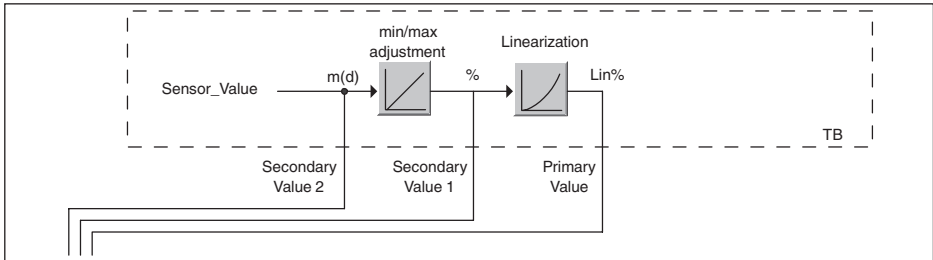 min/max
adjustment
Linearization
Sensor_Value
m(d)
%
Lin%
TB
Secondary
Value 2
Secondary
Value 1
Primary
Value